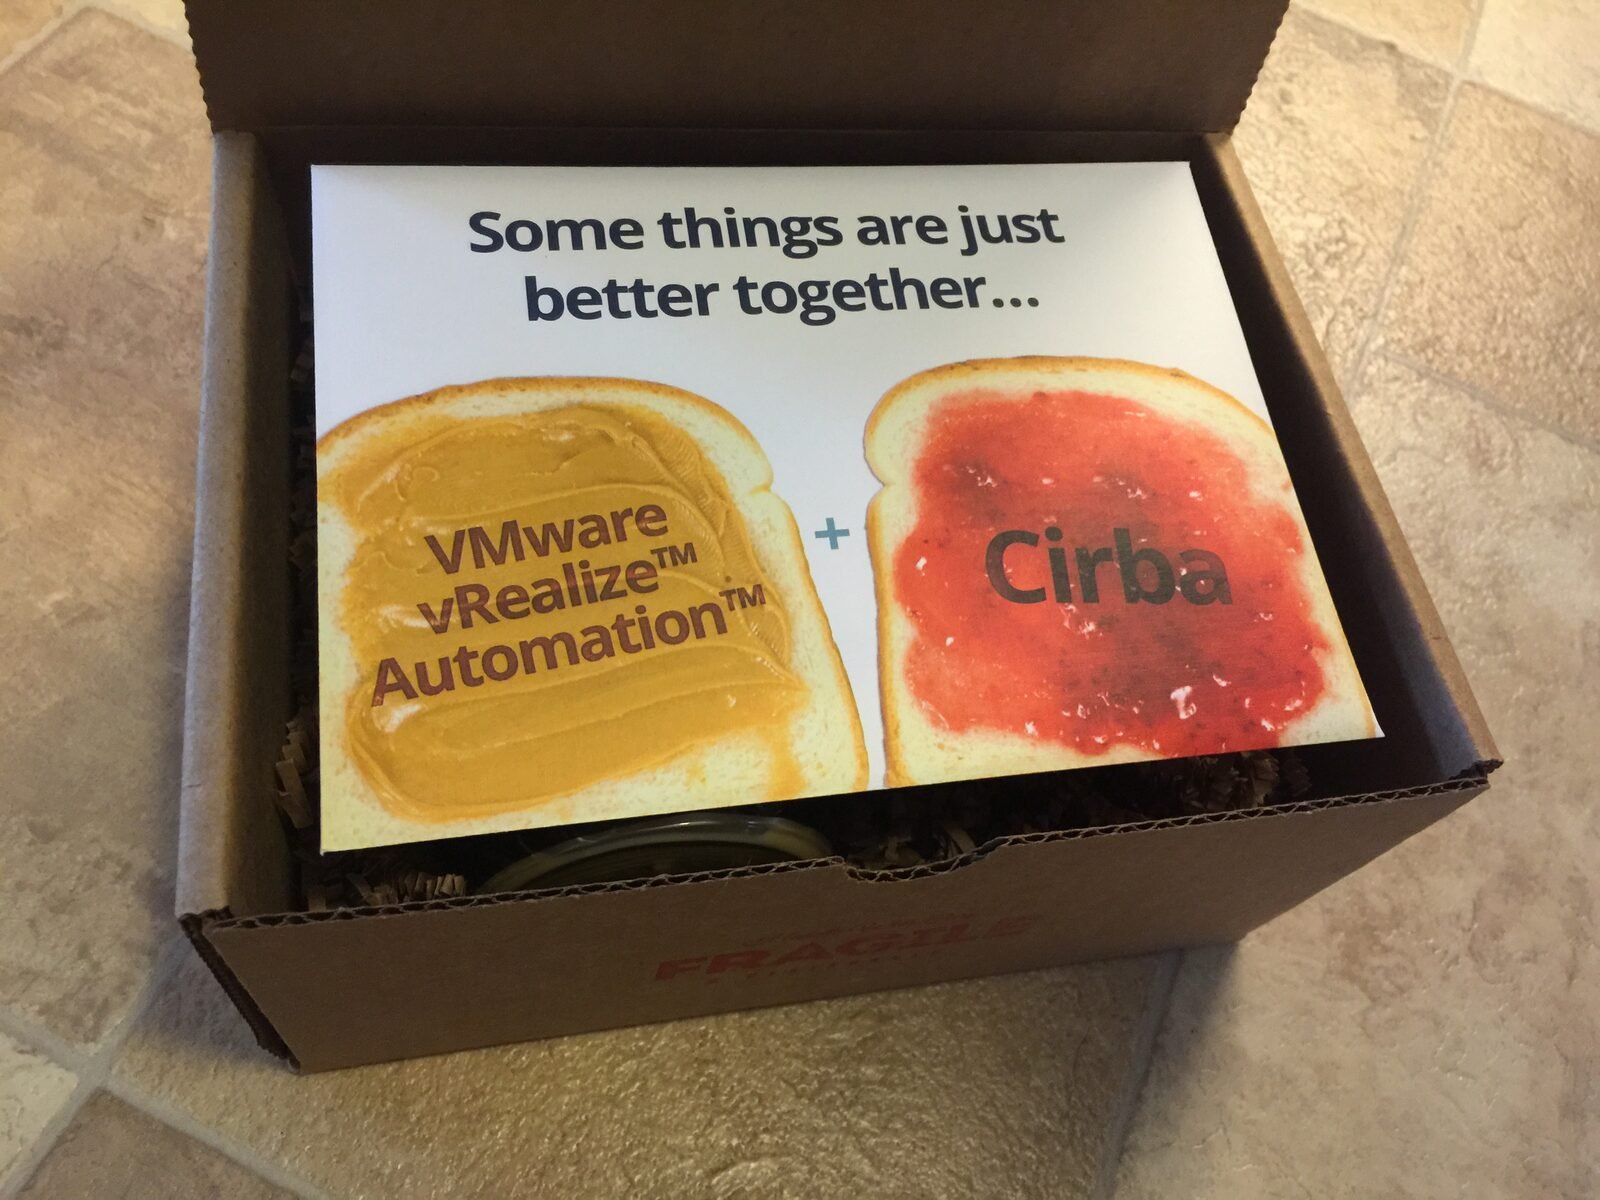 Some things are just
better together...
VMware
vRealize™
Automation™
+
Cirba
FRAGILE